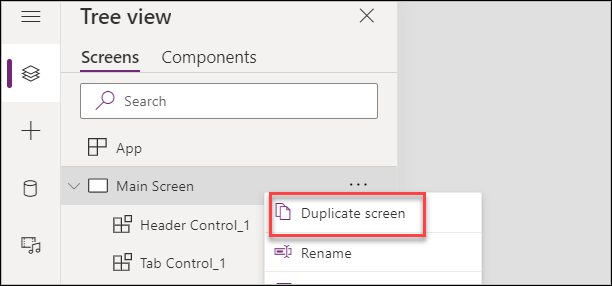 Tree view
Screens Components
Search
App
Main Screen ...
Duplicate screen
Header Control_1
Rename
Tab Control_1